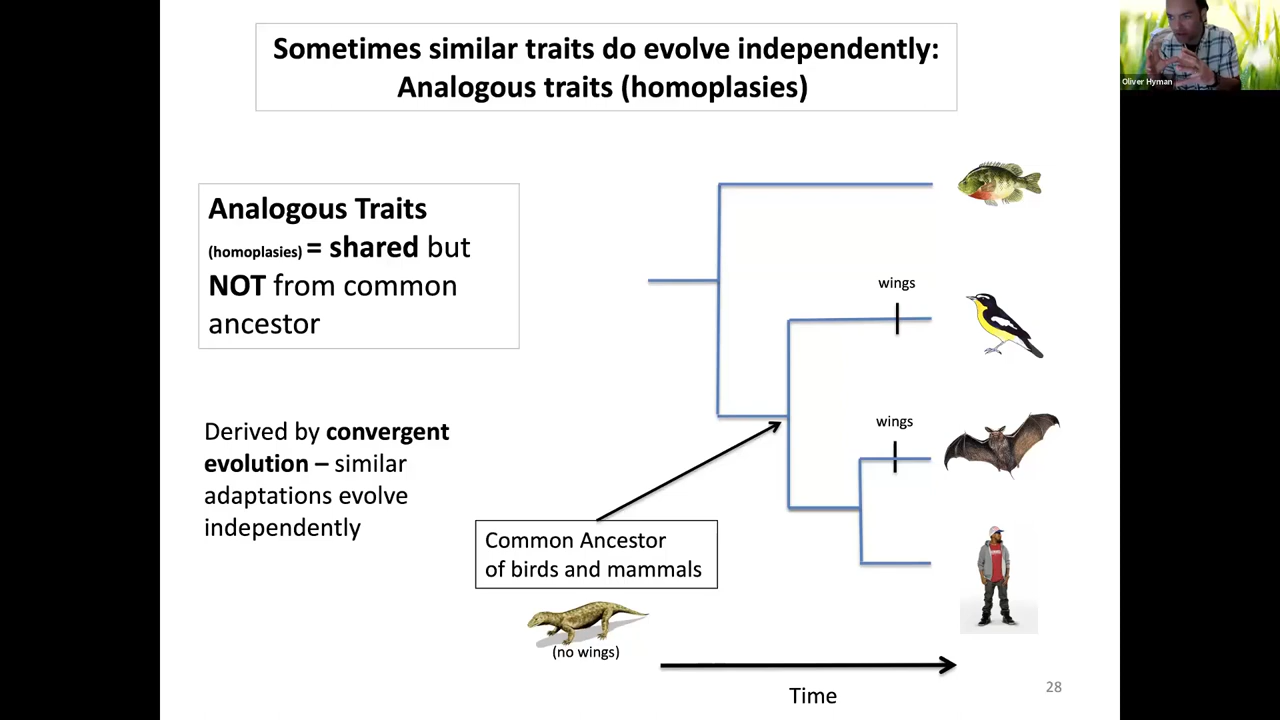 Sometimes similar traits do evolve independently:
Analogous traits (homoplasies)
Oliver Hyman
Analogous Traits
(homoplasies) = shared but
NOT from common
ancestor
wings
wings
Derived by convergent
evolution – similar
adaptations evolve
independently
Common Ancestor
of birds and mammals
(no wings)
Time
28